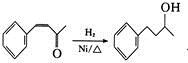 OH
H₂
Ni/△
O
.